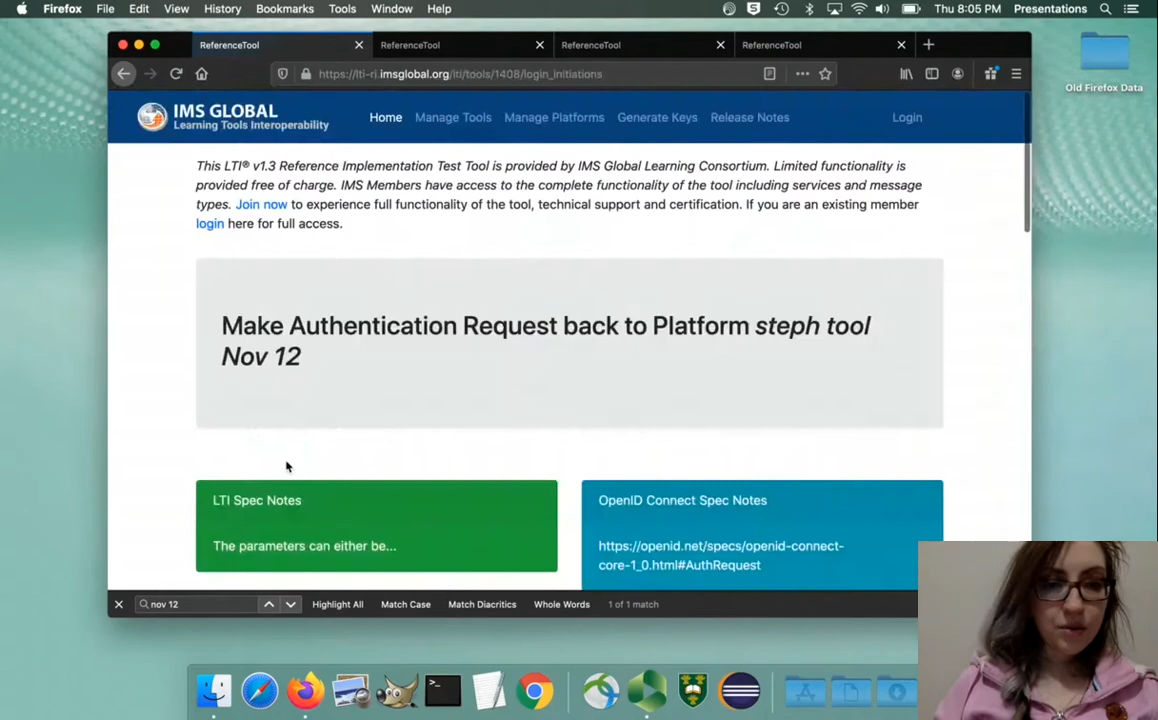 Firefox File Edit View History Bookmarks Tools Window Help Thu 8:05 PM Presentations
ReferenceTool ReferenceTool ReferenceTool ReferenceTool
Old Firefox Data
https://lti-ri.imsglobal.org/lti/tools/1408/login_initiations
IMS GLOBAL
Learning Tools Interoperability
Home Manage Tools Manage Platforms Generate Keys Release Notes Login
This LTI® v1.3 Reference Implementation Test Tool is provided by IMS Global Learning Consortium. Limited functionality is
provided free of charge. IMS Members have access to the complete functionality of the tool including services and message
types. Join now to experience full functionality of the tool, technical support and certification. If you are an existing member
login here for full access.
Make Authentication Request back to Platform steph tool
Nov 12
LTI Spec Notes
The parameters can either be...
OpenID Connect Spec Notes
https://openid.net/specs/openid-connect-
core-1_0.html#AuthRequest
nov 12 Highlight All Match Case Match Diacritics Whole Words 1 of 1 match